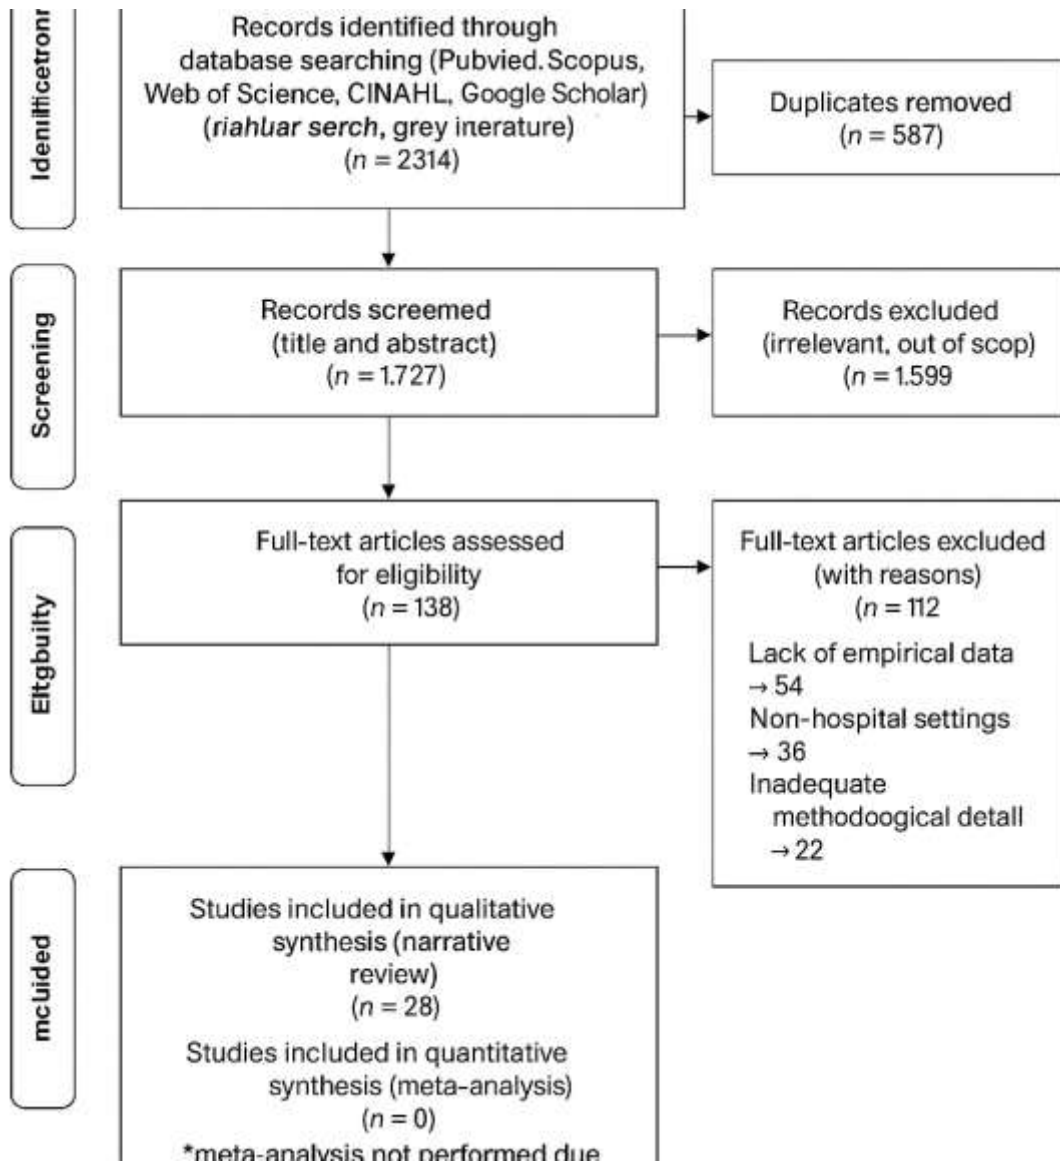 Idenilficetronr
Records identified through
database searching (Pubvied. Scopus,
Web of Science, CINAHL, Google Scholar)
(riahluar serch, grey inerature)
(n = 2314)
Duplicates removed
(n = 587)
Screening
Records screemed
(title and abstract)
(n = 1.727)
Records excluded
(irrelevant, out of scop)
(n = 1.599
Eltgbuilty
Full-text articles assessed
for eligibility
(n = 138)
Full-text articles excluded
(with reasons)
(n = 112
Lack of empirical data
→ 54
Non-hospital settings
→ 36
Inadequate
methodoogical detall
→ 22
mcUided
Studies included in qualitative
synthesis (narrative
review)
(n = 28)
Studies included in quantitative
synthesis (meta-analysis)
(n = 0)
*meta-analysis not performed due